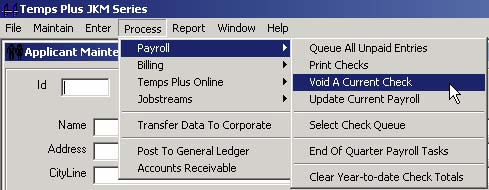 Temps Plus JKM Series
File Maintain Enter Process Report Window Help
Applicant Mainte
Id
Name
Address
CityLine
Payroll
Billing
Temps Plus Online
Jobstreams
Transfer Data To Corporate
Post To General Ledger
Accounts Receivable
Queue All Unpaid Entries
Print Checks
Void A Current Check
Update Current Payroll
Select Check Queue
End Of Quarter Payroll Tasks
Clear Year-to-date Check Totals